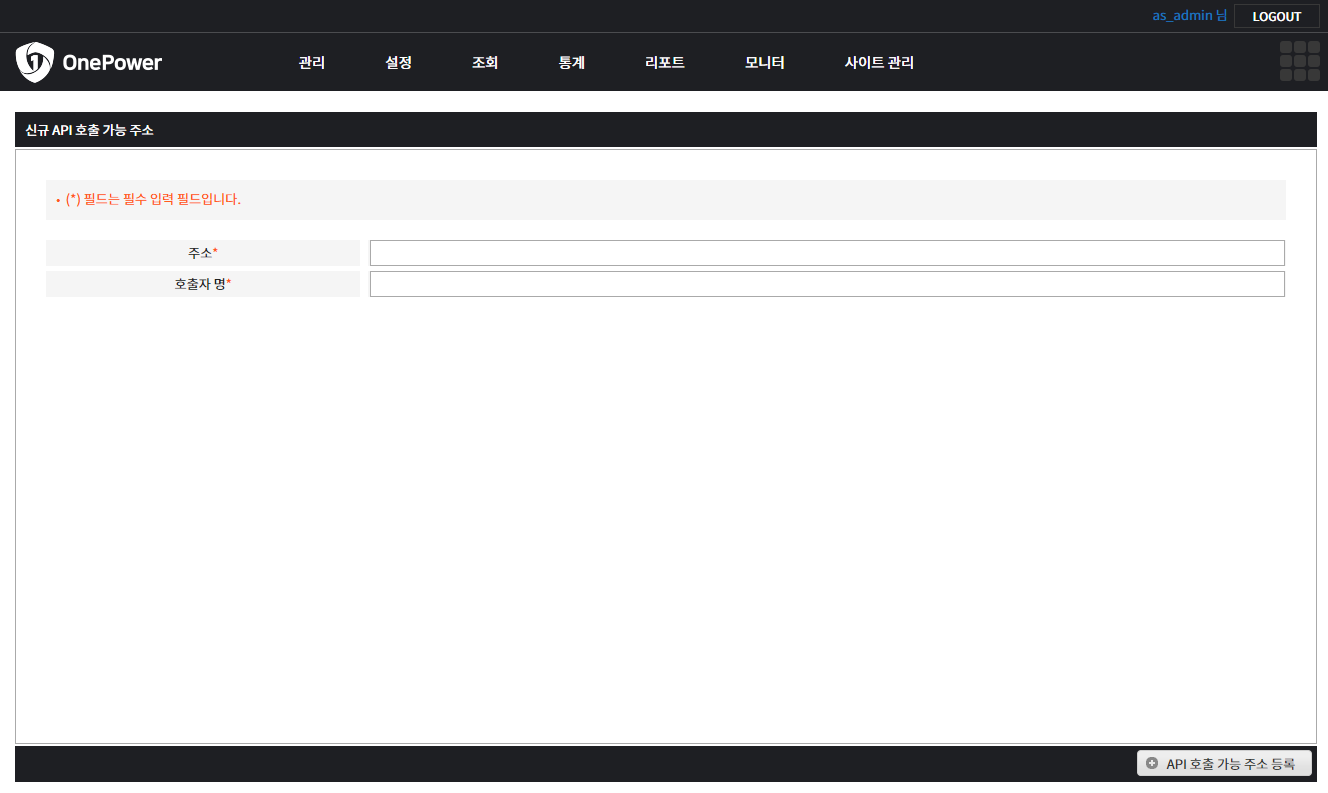 as_admin 님 LOGOUT
1 OnePower 관리 설정 조회 통계 리포트 모니터 사이트 관리
신규 API 호출 가능 주소
• (*) 필드는 필수 입력 필드입니다.
주소*
호출자 명*
API 호출 가능 주소 등록